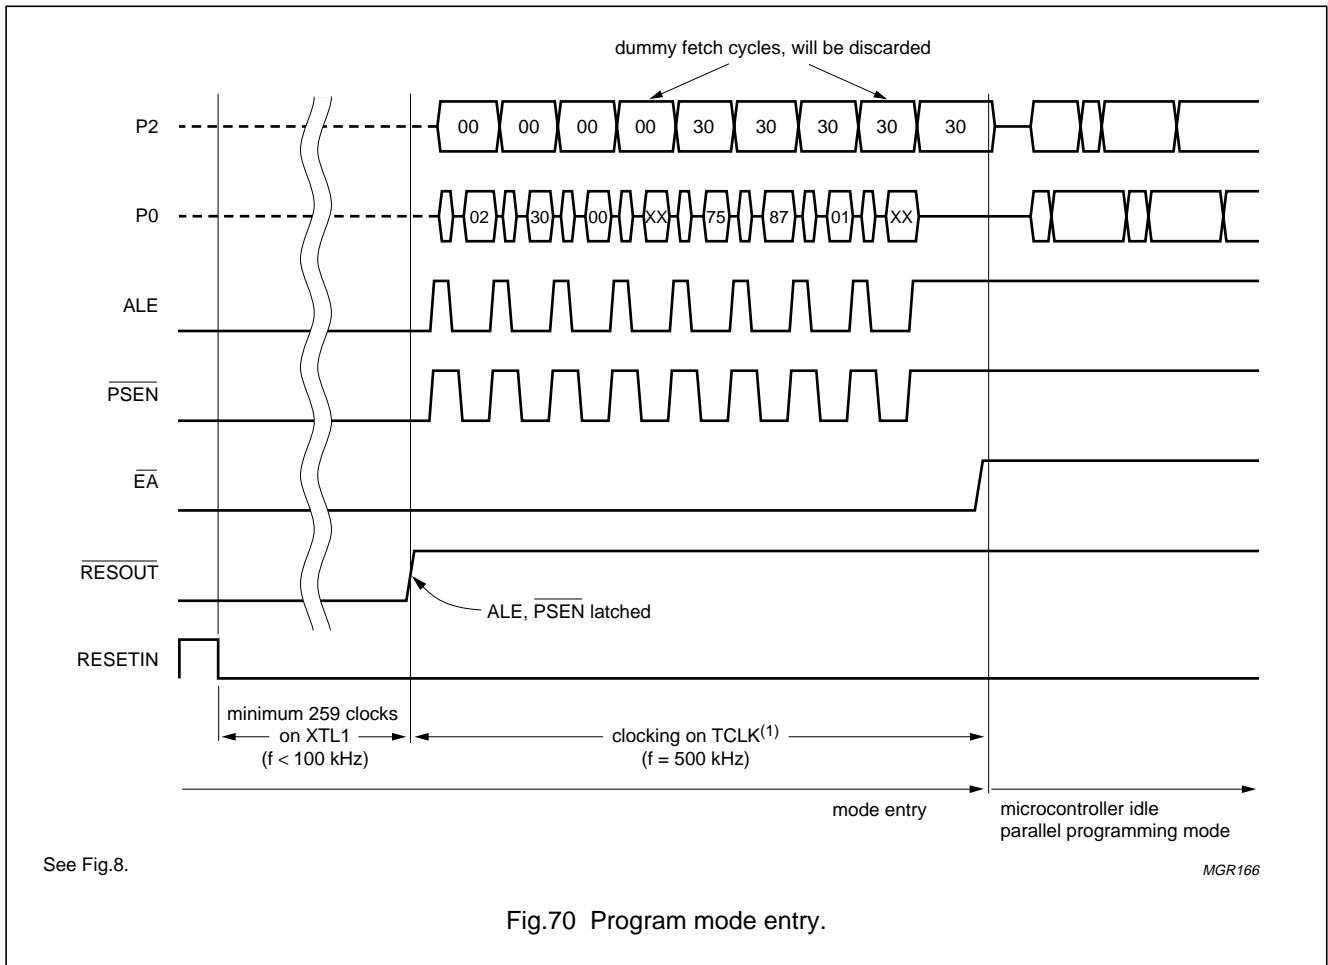 dummy fetch cycles, will be discarded
P2 00 00 00 00 30 30 30 30 30
P0 02 30 00 XX 75 87 01 XX
ALE
PSEN
EA
RESOUT
ALE, PSEN latched
RESETIN
minimum 259 clocks
on XTL1
(f < 100 kHz)
clocking on TCLK(1)
(f = 500 kHz)
mode entry
microcontroller idle
parallel programming mode
See Fig.8.
MGR166
Fig.70 Program mode entry.